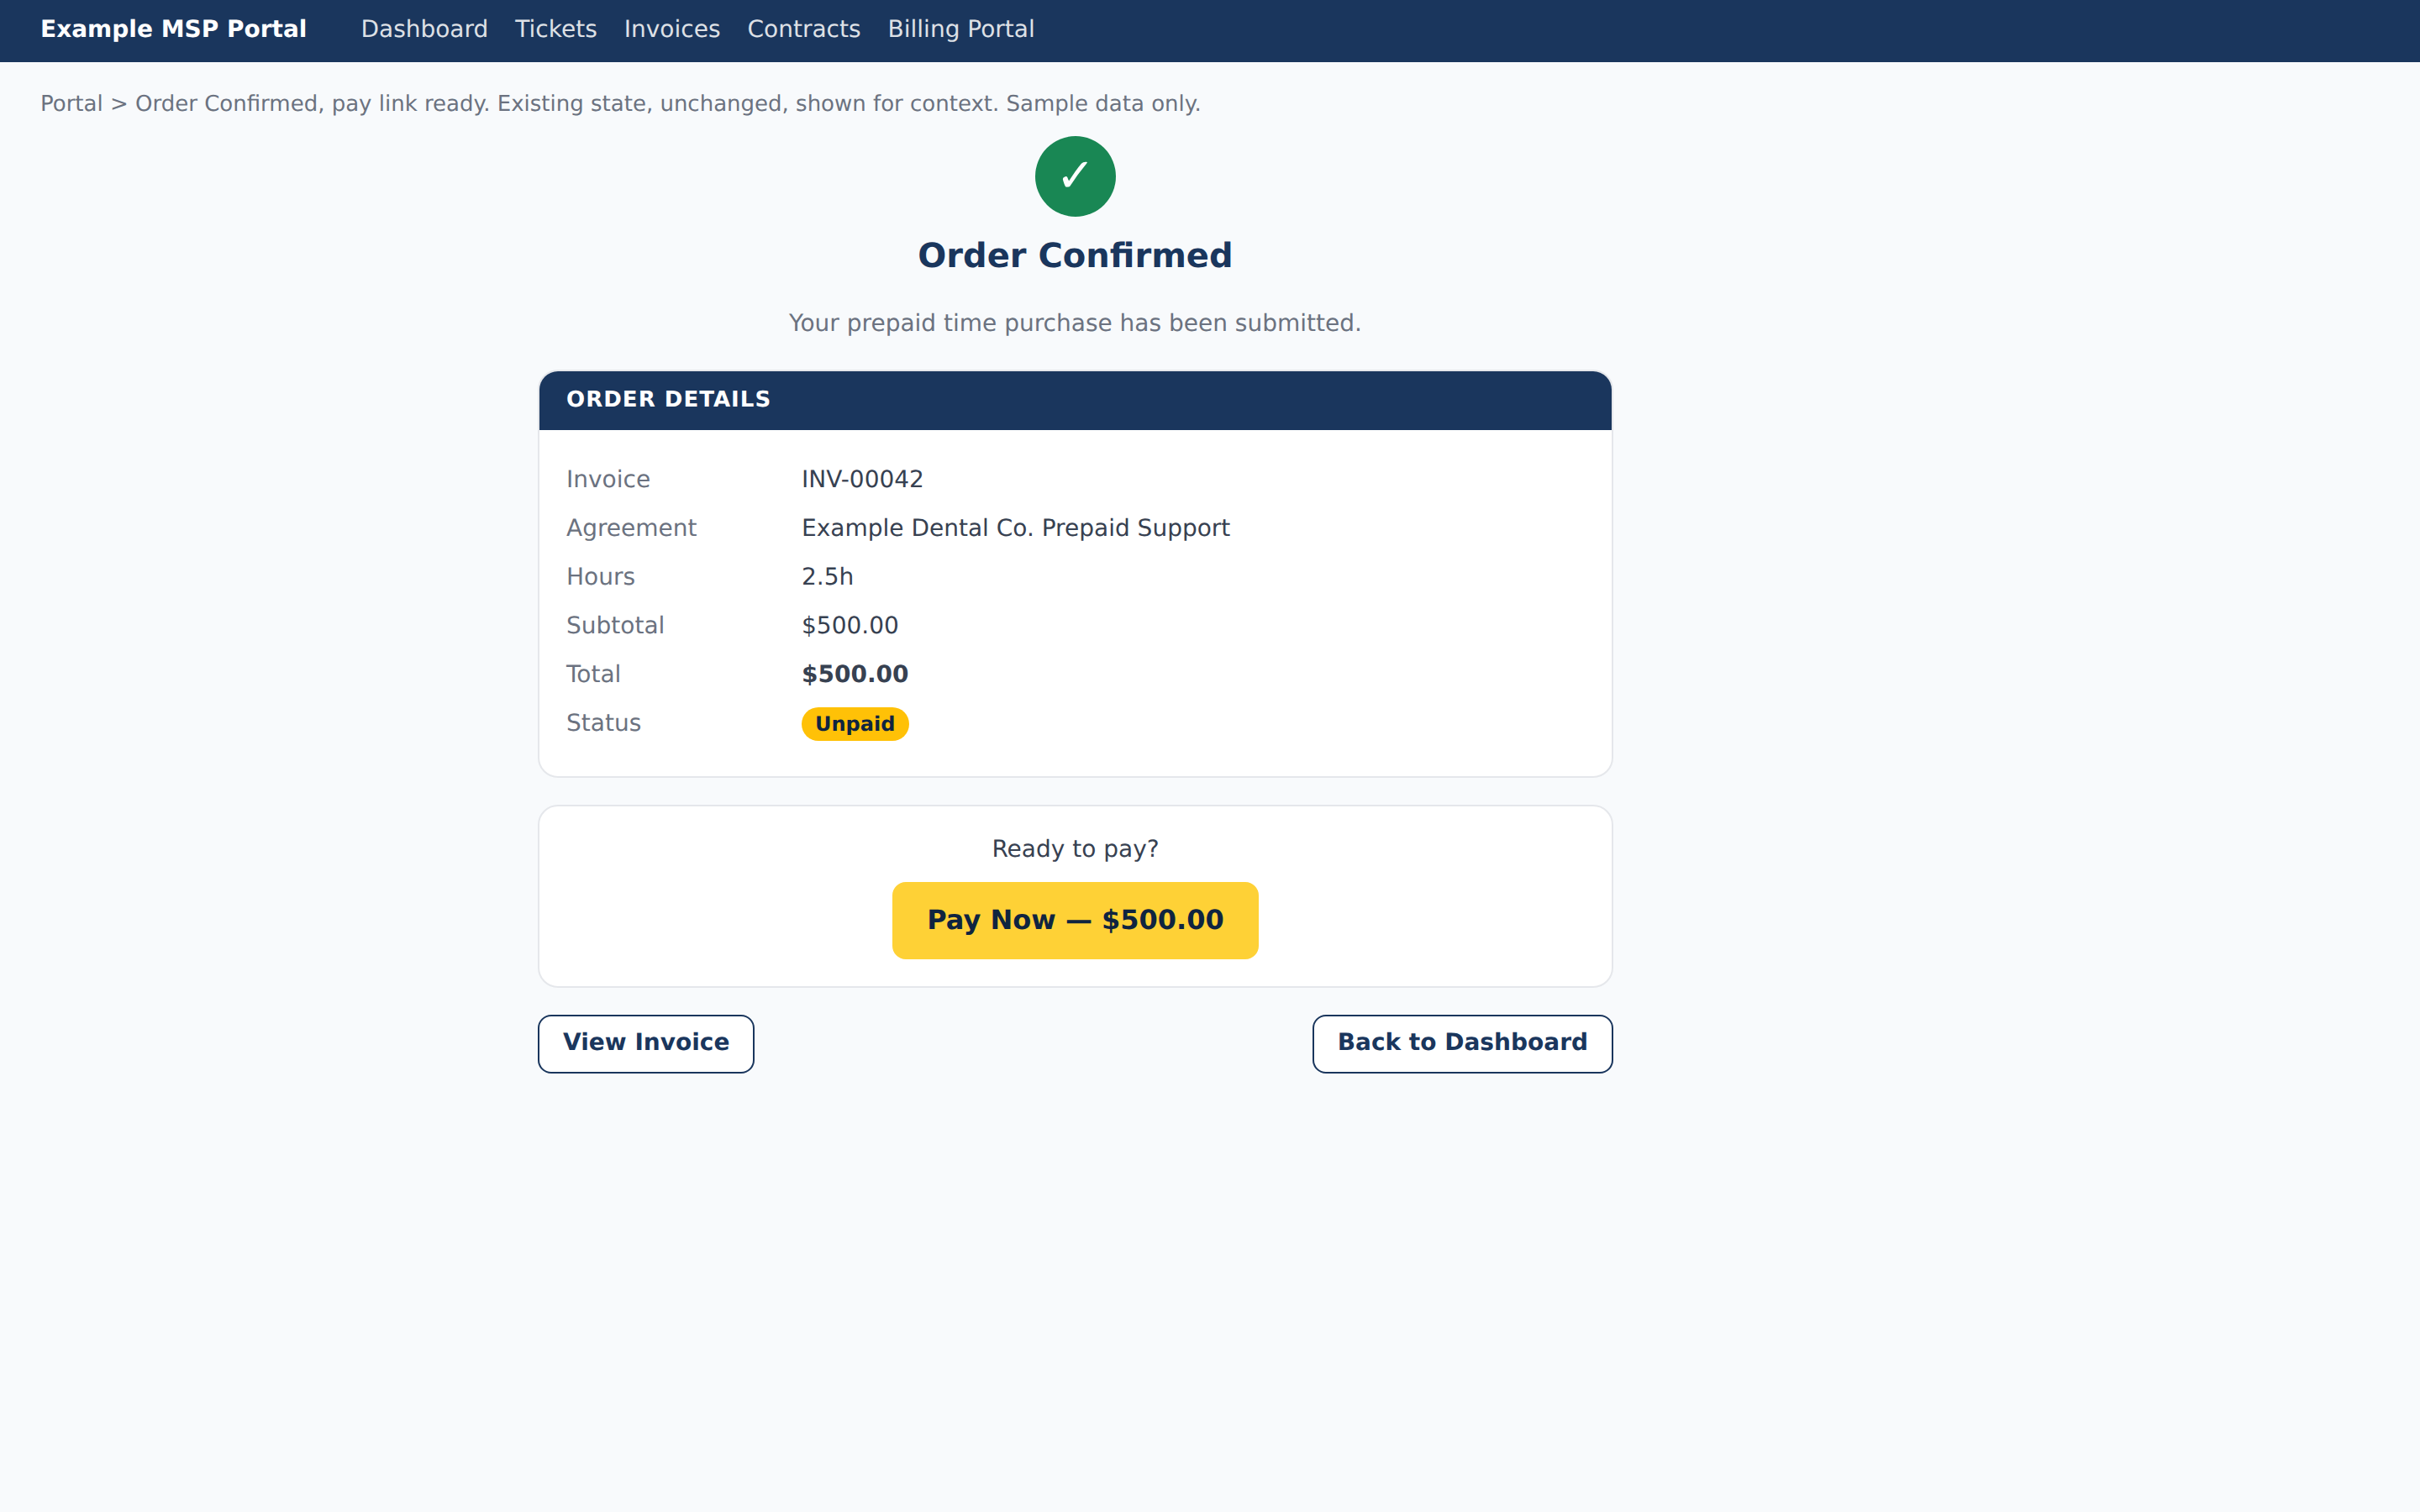 Example MSP Portal Dashboard Tickets Invoices Contracts Billing Portal
Portal > Order Confirmed, pay link ready. Existing state, unchanged, shown for context. Sample data only.
✓
Order Confirmed
Your prepaid time purchase has been submitted.
ORDER DETAILS
Invoice INV-00042
Agreement Example Dental Co. Prepaid Support
Hours 2.5h
Subtotal $500.00
Total $500.00
Status Unpaid
Ready to pay?
Pay Now — $500.00
View Invoice Back to Dashboard